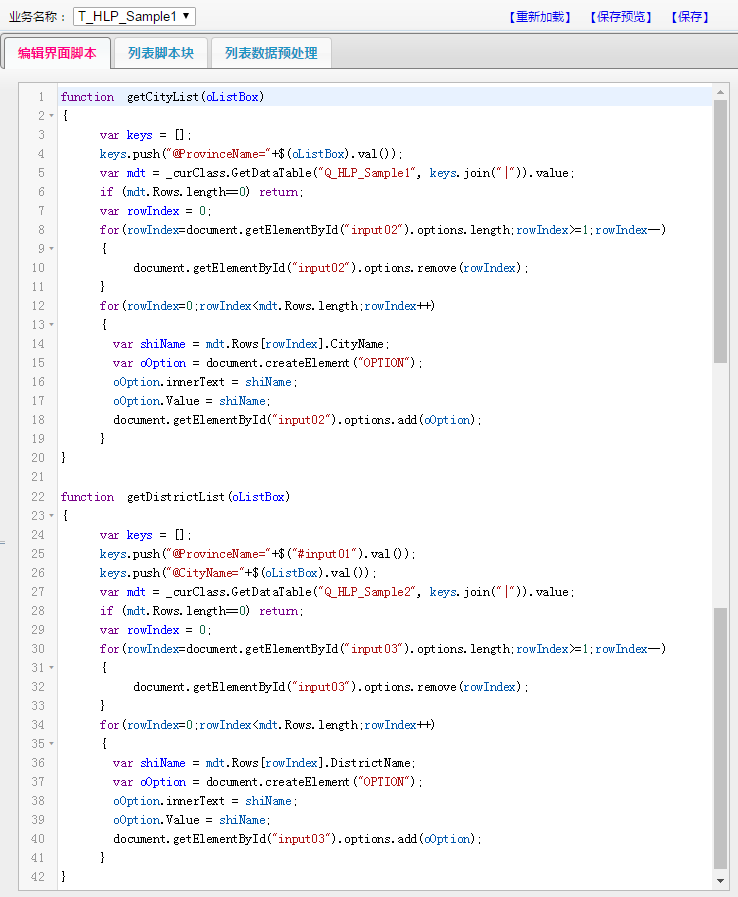 业务名称： T_HLP_Sample1 【重新加载】 【保存预览】 【保存】
编辑界面脚本 列表脚本块 列表数据预处理
1 function  getCityList(oListBox)
2 {
3 var keys = [];
4 keys.push("@ProvinceName="+$(oListBox).val());
5 var mdt = _curClass.GetDataTable("Q_HLP_Sample1", keys.join("|")).value;
6 if (mdt.Rows.length==0) return;
7 var rowIndex = 0;
8 for(rowIndex=document.getElementById("input02").options.length;rowIndex>=1;rowIndex--)
9 {
10 document.getElementById("input02").options.remove(rowIndex);
11 }
12 for(rowIndex=0;rowIndex<mdt.Rows.length;rowIndex++)
13 {
14 var shiName = mdt.Rows[rowIndex].CityName;
15 var oOption = document.createElement("OPTION");
16 oOption.innerText = shiName;
17 oOption.Value = shiName;
18 document.getElementById("input02").options.add(oOption);
19 }
20 }
21
22 function  getDistrictList(oListBox)
23 {
24 var keys = [];
25 keys.push("@ProvinceName="+$("#input01").val());
26 keys.push("@CityName="+$(oListBox).val());
27 var mdt = _curClass.GetDataTable("Q_HLP_Sample2", keys.join("|")).value;
28 if (mdt.Rows.length==0) return;
29 var rowIndex = 0;
30 for(rowIndex=document.getElementById("input03").options.length;rowIndex>=1;rowIndex--)
31 {
32 document.getElementById("input03").options.remove(rowIndex);
33 }
34 for(rowIndex=0;rowIndex<mdt.Rows.length;rowIndex++)
35 {
36 var shiName = mdt.Rows[rowIndex].DistrictName;
37 var oOption = document.createElement("OPTION");
38 oOption.innerText = shiName;
39 oOption.Value = shiName;
40 document.getElementById("input03").options.add(oOption);
41 }
42 }